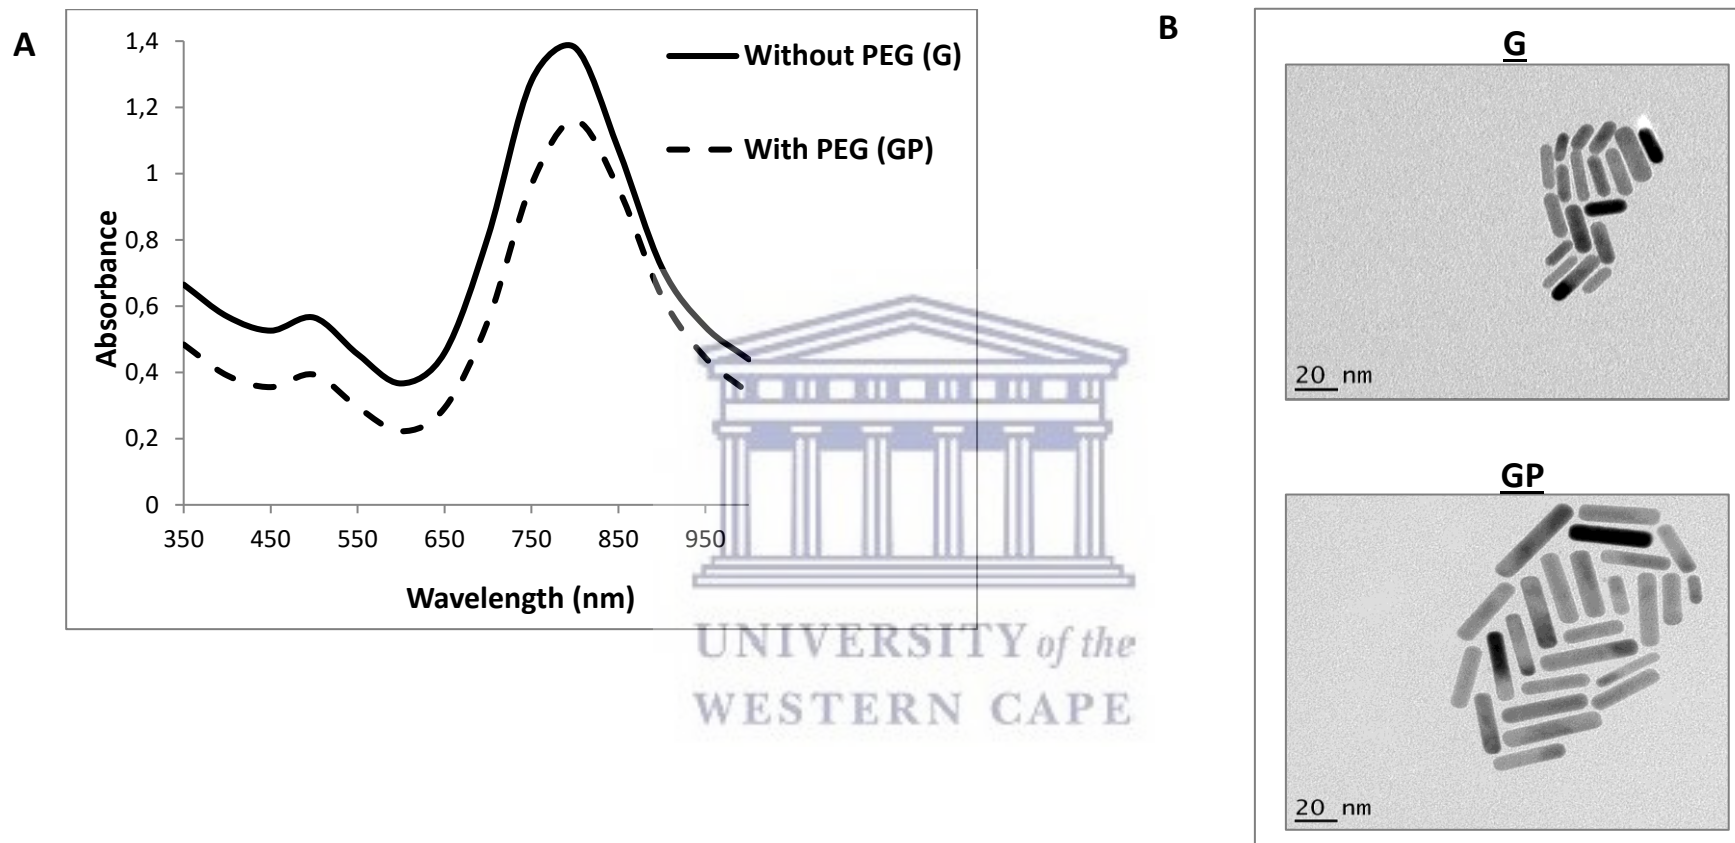 A
1,4
1,2
1
0,8
0,6
0,4
0,2
0
Absorbance
350 450 550 650 750 850 950
Wavelength (nm)
Without PEG (G)
With PEG (GP)
UNIVERSITY of the
WESTERN CAPE
B
G
20 nm
GP
20 nm